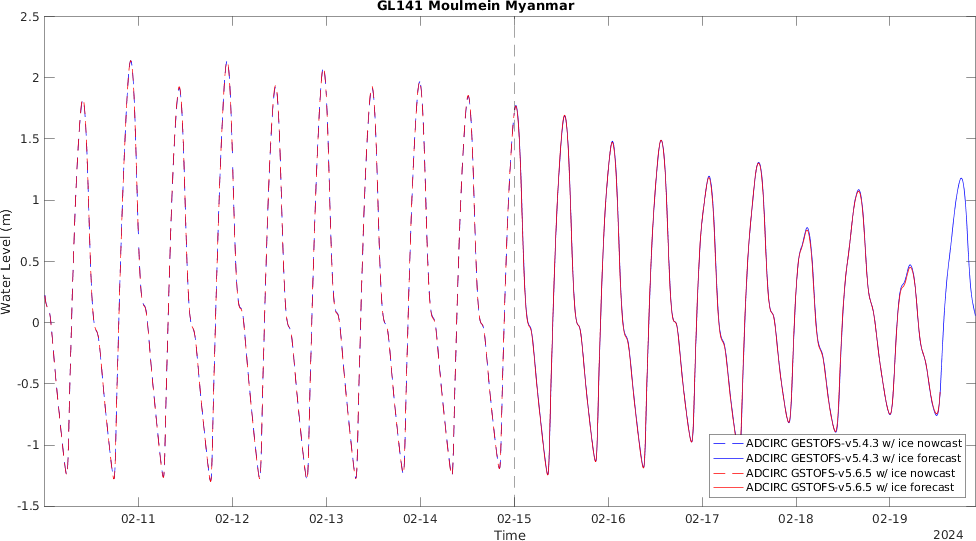 GL141 Moulmein Myanmar
2.5
2
1.5
1
0.5
0
-0.5
-1
-1.5
Water Level (m)
ADCIRC GESTOFS-v5.4.3 w/ ice nowcast
ADCIRC GESTOFS-v5.4.3 w/ ice forecast
ADCIRC GSTOFS-v5.6.5 w/ ice nowcast
ADCIRC GSTOFS-v5.6.5 w/ ice forecast
02-11 02-12 02-13 02-14 02-15 02-16 02-17 02-18 02-19
Time
2024